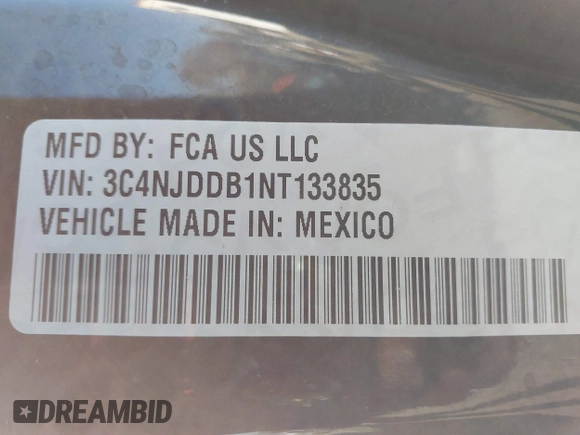 MFD BY: FCA US LLC
VIN: 3C4NJDDB1NT133835
VEHICLE MADE IN: MEXICO
DREAMBID